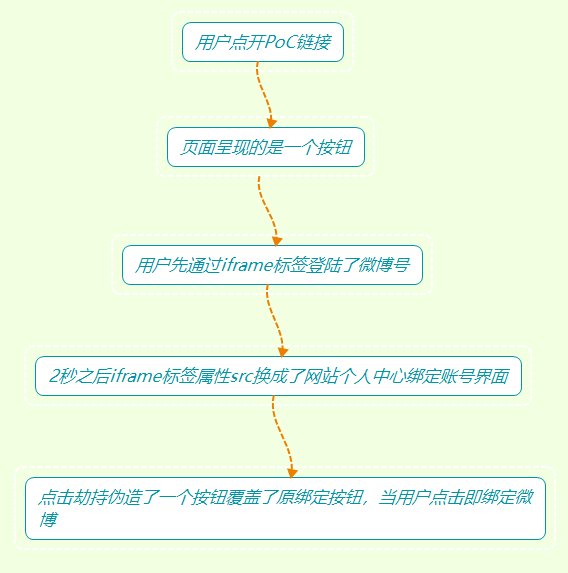 用户点开PoC链接
页面呈现的是一个按钮
用户先通过iframe标签登陆了微博号
2秒之后iframe标签属性src换成了网站个人中心绑定账号界面
点击劫持伪造了一个按钮覆盖了原绑定按钮，当用户点击即绑定微
博